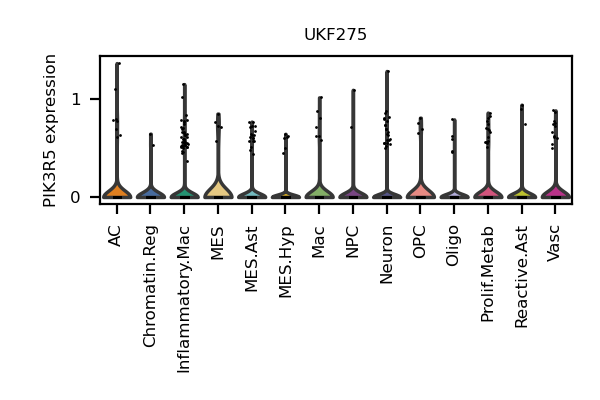 UKF275
PIK3R5 expression
1
0
AC
Chromatin.Reg
Inflammatory.Mac
MES
MES.Ast
MES.Hyp
Mac
NPC
Neuron
OPC
Oligo
Prolif.Metab
Reactive.Ast
Vasc